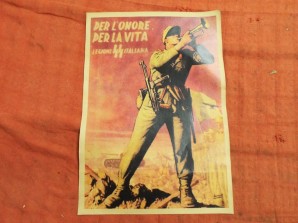 PER L'ONORE
PER LA VITA
LEGIONE SS ITALIANA